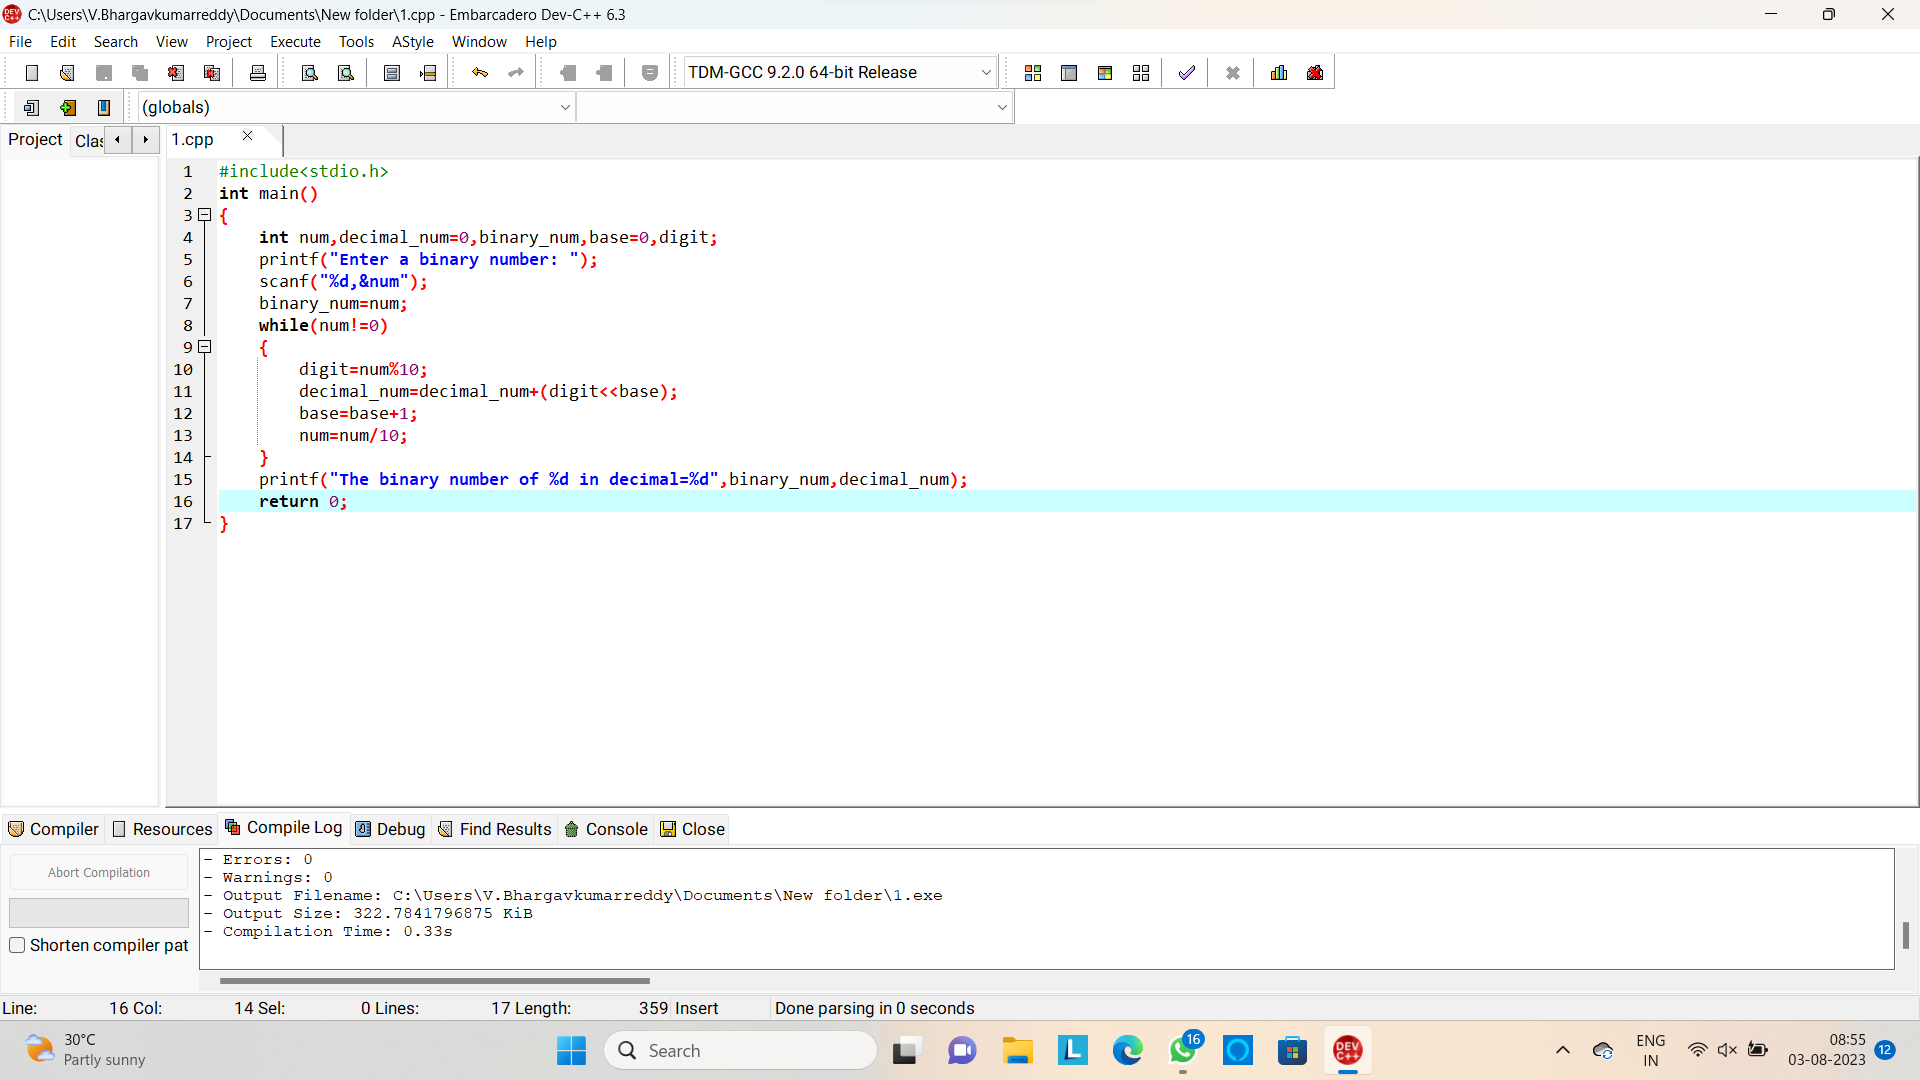 C:\Users\V.Bhargavkumarreddy\Documents\New folder\1.cpp - Embarcadero Dev-C++ 6.3
File Edit Search View Project Execute Tools AStyle Window Help
TDM-GCC 9.2.0 64-bit Release
(globals)
Project Clas
1.cpp
1 #include<stdio.h>
2 int main()
3 {
4 int num,decimal_num=0,binary_num,base=0,digit;
5 printf("Enter a binary number: ");
6 scanf("%d,&num");
7 binary_num=num;
8 while(num!=0)
9 {
10 digit=num%10;
11 decimal_num=decimal_num+(digit<<base);
12 base=base+1;
13 num=num/10;
14 }
15 printf("The binary number of %d in decimal=%d",binary_num,decimal_num);
16 return 0;
17 }
Compiler Resources Compile Log Debug Find Results Console Close
Abort Compilation
Shorten compiler pat
- Errors: 0
- Warnings: 0
- Output Filename: C:\Users\V.Bhargavkumarreddy\Documents\New folder\1.exe
- Output Size: 322.7841796875 KiB
- Compilation Time: 0.33s
Line: 16 Col: 14 Sel: 0 Lines: 17 Length: 359 Insert Done parsing in 0 seconds
30°C
Partly sunny
Search
L
16
DEV
C++
ENG
IN
08:55
03-08-2023
12